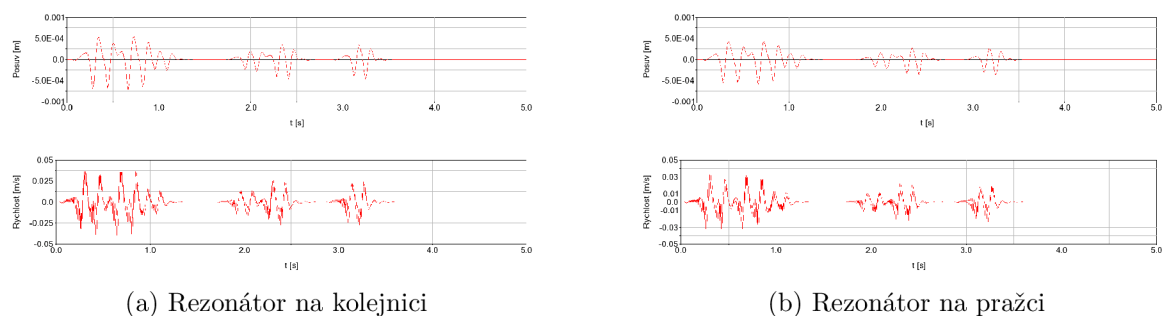 Posuv [m]
0.001
5.0E-04
0.0
-5.0E-04
-0.001
0.0 1.0 2.0 3.0 4.0 5.0
t [s]
Rychlost [m/s]
0.05
0.025
0.0
-0.025
-0.05
0.0 1.0 2.0 3.0 4.0 5.0
t [s]
(a) Rezonátor na kolejnici
Posuv [m]
0.001
5.0E-04
0.0
-5.0E-04
-0.001
0.0 1.0 2.0 3.0 4.0 5.0
t [s]
Rychlost [m/s]
0.05
0.03
0.01
0.0
-0.01
-0.03
-0.05
0.0 1.0 2.0 3.0 4.0 5.0
t [s]
(b) Rezonátor na pražci